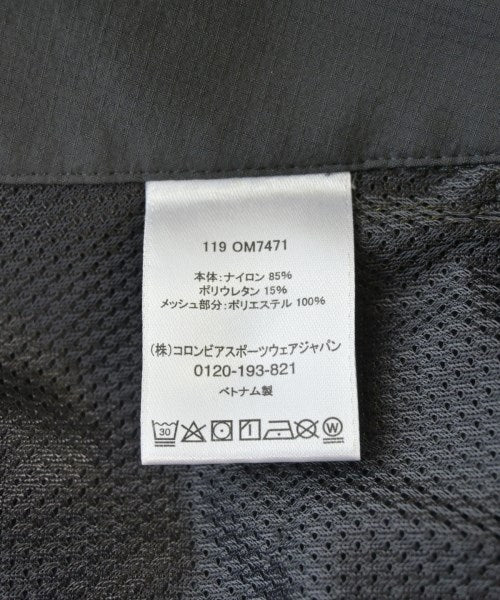 119 OM7471
本体:ナイロン 85%
ポリウレタン 15%
メッシュ部分:ポリエステル 100%
(株)コロンビアスポーツウェアジャパン
0120-193-821
ベトナム製
30 W